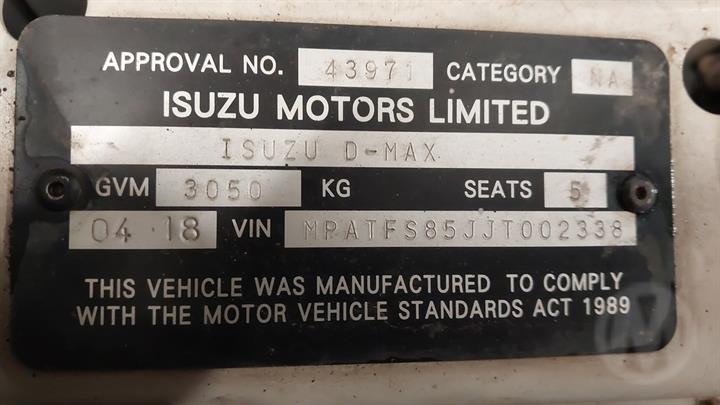 APPROVAL NO. 43971 CATEGORY NA
ISUZU MOTORS LIMITED
ISUZU D-MAX
GVM 3050 KG SEATS 5
04 18 VIN MPATFS85JJT002338
THIS VEHICLE WAS MANUFACTURED TO COMPLY
WITH THE MOTOR VEHICLE STANDARDS ACT 1989